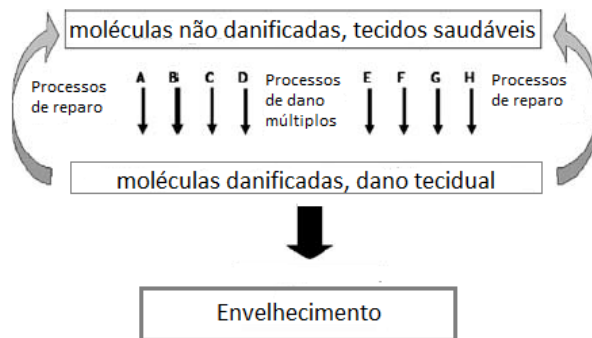 moléculas não danificadas, tecidos saudáveis
Processos
de reparo
A B C D
Processos
de dano
múltiplos
E F G H
Processos
de reparo
moléculas danificadas, dano tecidual
Envelhecimento